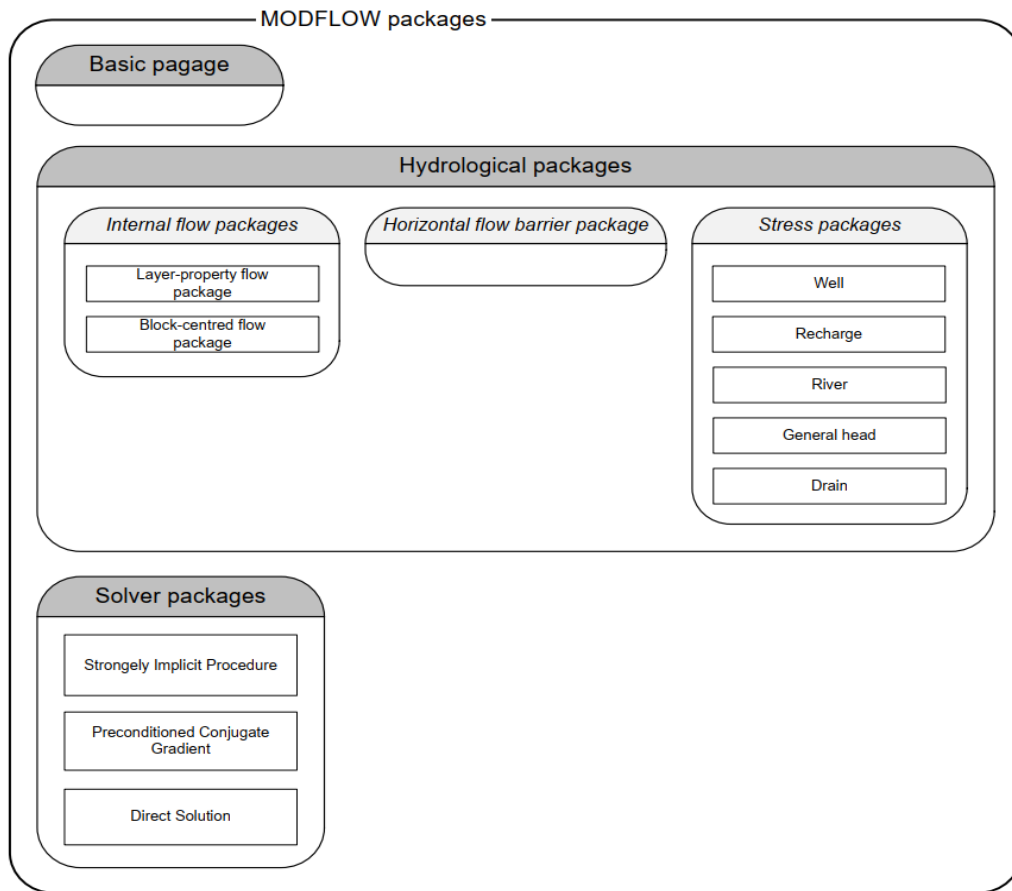 MODFLOW packages
Basic pagage
Hydrological packages
Internal flow packages
Layer-property flow
package
Block-centred flow
package
Horizontal flow barrier package
Stress packages
Well
Recharge
River
General head
Drain
Solver packages
Strongely Implicit Procedure
Preconditioned Conjugate
Gradient
Direct Solution